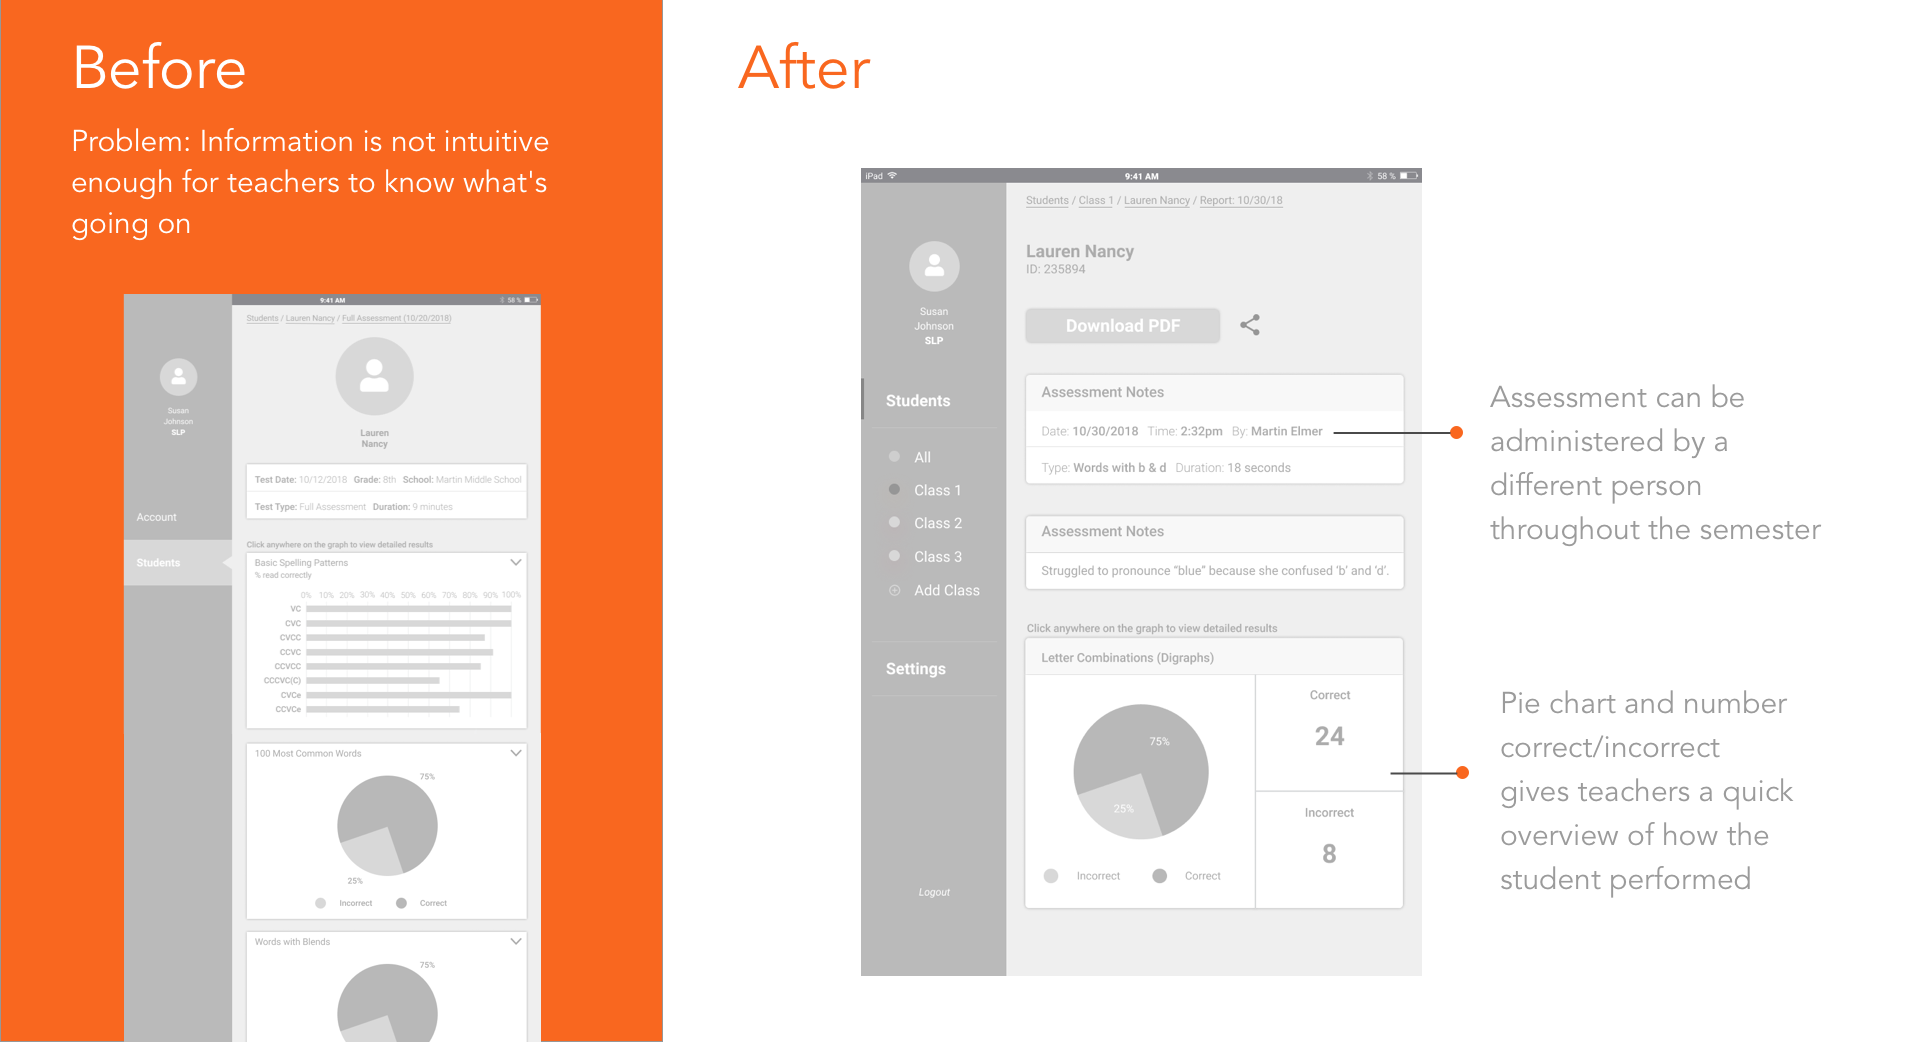 Before
Problem: Information is not intuitive
enough for teachers to know what's
going on
9:41 AM
58 %
Students / Lauren Nancy / Full Assessment (10/20/2018)
Susan
Johnson
SLP
Lauren
Nancy
Account
Students
Test Date: 10/12/2018 Grade: 8th School: Martin Middle School
Test Type: Full Assessment Duration: 9 minutes
Click anywhere on the graph to view detailed results
Basic Spelling Patterns
% read correctly
0% 10% 20% 30% 40% 50% 60% 70% 80% 90% 100%
VC
CVC
CVCC
CCVC
CCVCC
CCCVC(C)
CVCe
CCVCe
100 Most Common Words
75%
25%
Incorrect Correct
Words with Blends
75%
After
iPad 9:41 AM 58 %
Susan
Johnson
SLP
Students
All
Class 1
Class 2
Class 3
Add Class
Settings
Logout
Students / Class 1 / Lauren Nancy / Report: 10/30/18
Lauren Nancy
ID: 235894
Download PDF
Assessment Notes
Date: 10/30/2018 Time: 2:32pm By: Martin Elmer
Type: Words with b & d Duration: 18 seconds
Assessment Notes
Struggled to pronounce “blue” because she confused ‘b’ and ‘d’.
Click anywhere on the graph to view detailed results
Letter Combinations (Digraphs)
75%
25%
Incorrect Correct
Correct
24
Incorrect
8
Assessment can be
administered by a
different person
throughout the semester
Pie chart and number
correct/incorrect
gives teachers a quick
overview of how the
student performed